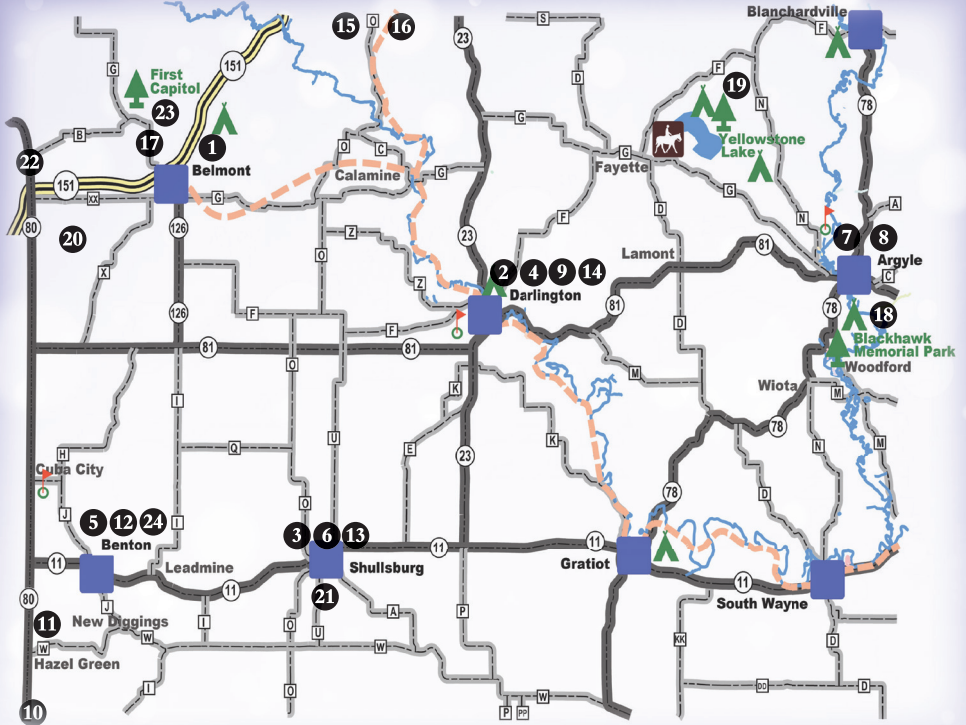 15
O
16
S
Blanchardville
23
F
151
G
First
Capitol
23
D
F
19
N
78
B
17
1
G
Yellowstone
Lake
22
O
C
Fayette
G
151
Belmont
Calamine
G
G
XX
G
D
A
80
126
F
N
20
Z
O
23
7
8
X
Lamont
81
Argyle
2
4
9
14
C
Z
Darlington
126
F
81
78
18
F
D
Blackhawk
Memorial Park
81
81
O
Woodford
M
K
Wiota
M
I
78
U
K
N
M
Q
E
H
23
Cuba City
78
D
J
O
5
12
24
I
3
6
13
Benton
11
11
11
Leadmine
Shullsburg
Gratiot
11
11
80
21
South Wayne
J
New Diggings
A
P
11
I
O
U
W
W
W
KK
D
Hazel Green
I
O
W
DD
D
10
P
PP